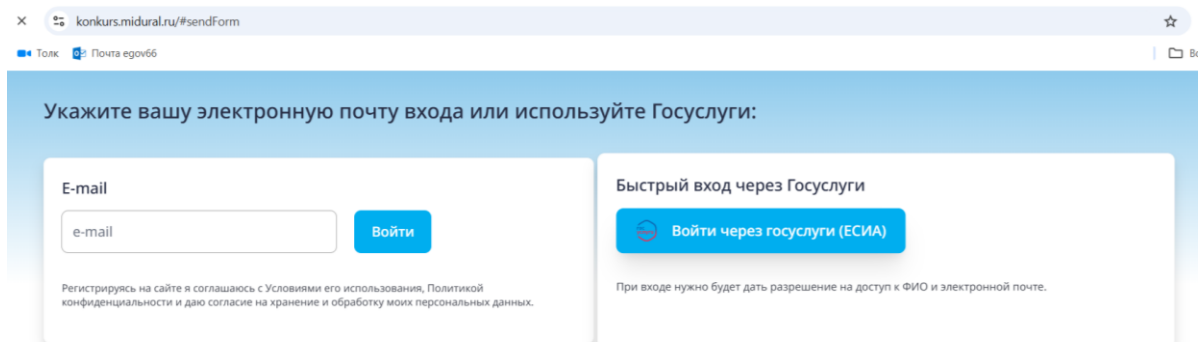 konkurs.midural.ru/#sendForm
Толк Почта egov66
Укажите вашу электронную почту входа или используйте Госуслуги:
E-mail
e-mail
Войти
Регистрируясь на сайте я соглашаюсь с Условиями его использования, Политикой
конфиденциальности и даю согласие на хранение и обработку моих персональных данных.
Быстрый вход через Госуслуги
Войти через госуслуги (ЕСИА)
При входе нужно будет дать разрешение на доступ к ФИО и электронной почте.